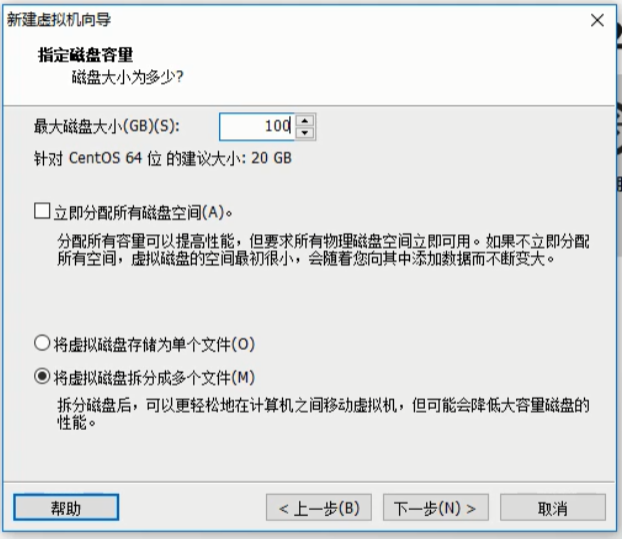 新建虚拟机向导
指定磁盘容量
磁盘大小为多少?
最大磁盘大小(GB)(S): 100
针对 CentOS 64 位 的建议大小: 20 GB
立即分配所有磁盘空间(A)。
分配所有容量可以提高性能，但要求所有物理磁盘空间立即可用。如果不立即分配
所有空间，虚拟磁盘的空间最初很小，会随着您向其中添加数据而不断变大。
将虚拟磁盘存储为单个文件(O)
将虚拟磁盘拆分成多个文件(M)
拆分磁盘后，可以更轻松地在计算机之间移动虚拟机，但可能会降低大容量磁盘的
性能。
帮助 < 上一步(B) 下一步(N) > 取消